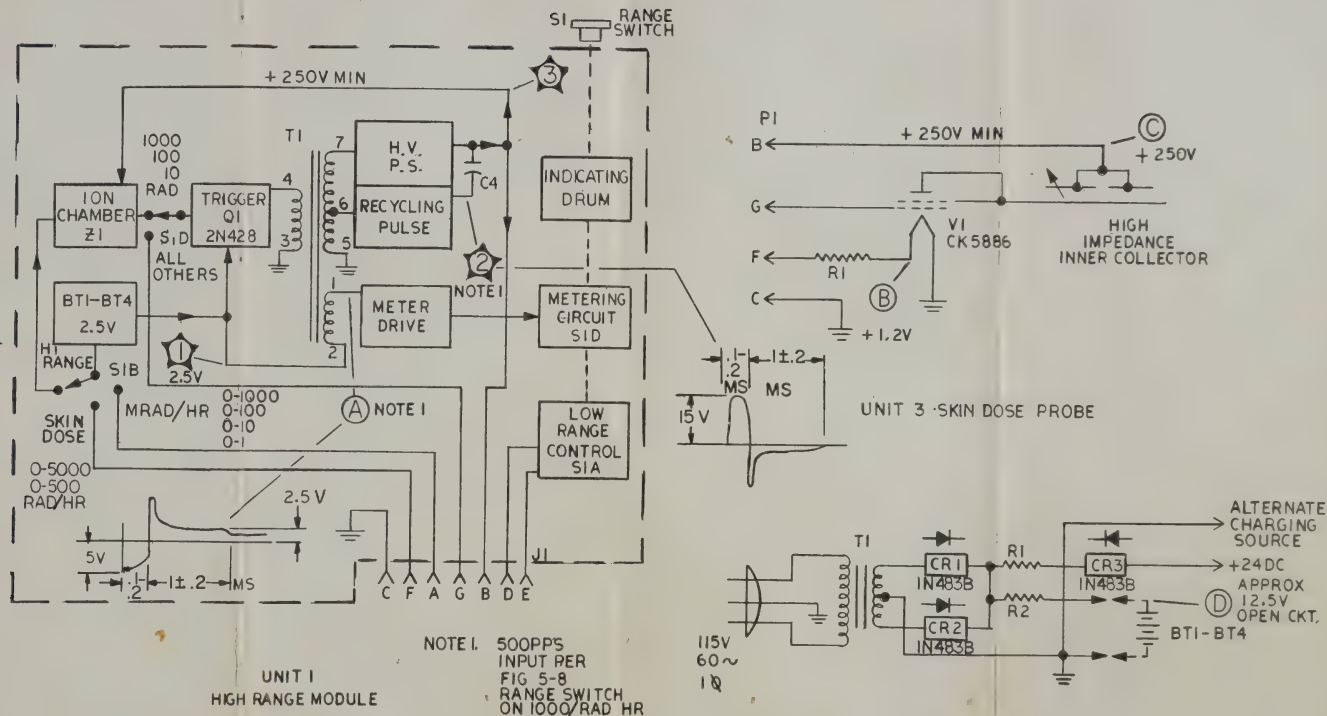 S1
RANGE
SWITCH
+ 250V MIN
3
1000
100
10
RAD
T1
7
H.V.
P.S.
C4
ION
CHAMBER
Z1
TRIGGER
Q1
2N428
4
3
6
5
RECYCLING
PULSE
INDICATING
DRUM
S1D
ALL
OTHERS
2
NOTE 1
BT1-BT4
2.5V
1
2
METER
DRIVE
METERING
CIRCUIT
S1D
HI
RANGE
S1B
1
2.5V
SKIN
DOSE
MRAD/HR
0-1000
0-100
0-10
0-1
A
NOTE 1
LOW
RANGE
CONTROL
S1A
0-5000
0-500
RAD/HR
2.5 V
5V
.1-
.2
1±.2
MS
J1
C
F
A
G
B
D
E
UNIT 1
HIGH RANGE MODULE
NOTE 1.
500PPS
INPUT PER
FIG 5-8
RANGE SWITCH
ON 1000/RAD HR
P1
B
+ 250V MIN
C
+ 250V
G
V1
CK5886
HIGH
IMPEDANCE
INNER COLLECTOR
F
R1
B
C
+1.2V
.1-
.2
MS
1±.2
MS
15V
UNIT 3 SKIN DOSE PROBE
T1
CR1
1N483B
R1
CR3
1N483B
ALTERNATE
CHARGING
SOURCE
+24DC
CR2
1N483B
R2
D
APPROX
12.5V
OPEN CKT.
BT1-BT4
115V
60~
1Φ